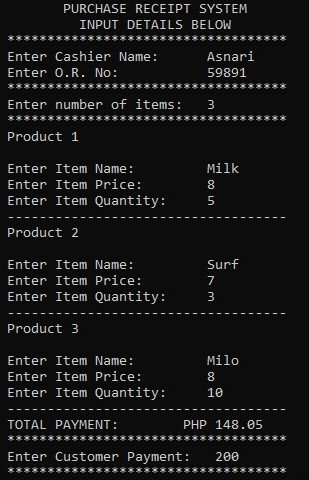 PURCHASE RECEIPT SYSTEM
INPUT DETAILS BELOW
***********************************
Enter Cashier Name: Asnari
Enter O.R. No: 59891
***********************************
Enter number of items: 3
***********************************
Product 1
Enter Item Name: Milk
Enter Item Price: 8
Enter Item Quantity: 5
-----------------------------------
Product 2
Enter Item Name: Surf
Enter Item Price: 7
Enter Item Quantity: 3
-----------------------------------
Product 3
Enter Item Name: Milo
Enter Item Price: 8
Enter Item Quantity: 10
-----------------------------------
TOTAL PAYMENT: PHP 148.05
***********************************
Enter Customer Payment: 200
***********************************